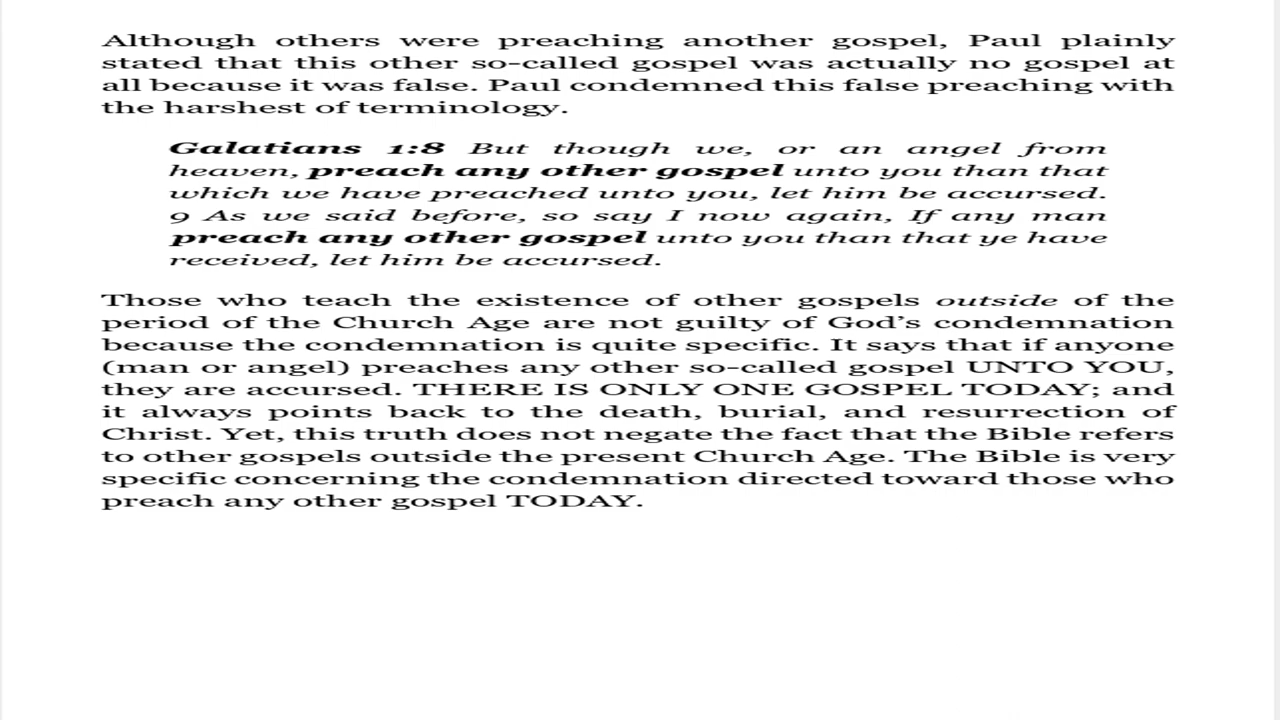 Although others were preaching another gospel, Paul plainly
stated that this other so-called gospel was actually no gospel at
all because it was false. Paul condemned this false preaching with
the harshest of terminology.
Galatians 1:8 But though we, or an angel from
heaven, preach any other gospel unto you than that
which we have preached unto you, let him be accursed.
9 As we said before, so say I now again, If any man
preach any other gospel unto you than that ye have
received, let him be accursed.
Those who teach the existence of other gospels outside of the
period of the Church Age are not guilty of God’s condemnation
because the condemnation is quite specific. It says that if anyone
(man or angel) preaches any other so-called gospel UNTO YOU,
they are accursed. THERE IS ONLY ONE GOSPEL TODAY; and
it always points back to the death, burial, and resurrection of
Christ. Yet, this truth does not negate the fact that the Bible refers
to other gospels outside the present Church Age. The Bible is very
specific concerning the condemnation directed toward those who
preach any other gospel TODAY.